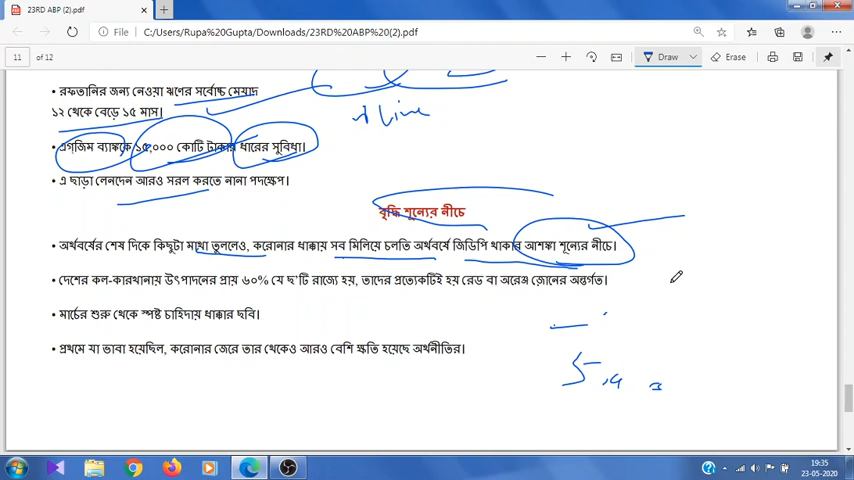 23RD ABP (2).pdf
File C:/Users/Rupa%20Gupta/Downloads/23RD%20ABP%20(2).pdf
11 of 12
Draw
Erase
• রফতানির জন্য নেওয়া ঋণের সর্বোচ্চ মেয়াদ
১২ থেকে বেড়ে ১৫ মাস।
Line
• এগজিম ব্যাঙ্ককে ১৫,০০০ কোটি টাকার ধারের সুবিধা।
• এ ছাড়া লেনদেন আরও সরল করতে নানা পদক্ষেপ।
বৃদ্ধি শূন্যের নীচে
• অর্থবর্ষের শেষ দিকে কিছুটা মাথা তুললেও, করোনার ধাক্কায় সব মিলিয়ে চলতি অর্থবর্ষে জিডিপি থাকার আশঙ্কা শূন্যের নীচে।
• দেশের কল-কারখানায় উৎপাদনের প্রায় ৬০% যে ছ'টি রাজ্যে হয়, তাদের প্রত্যেকটিই হয় রেড বা অরেঞ্জ জ়োনের অন্তর্গত।
• মার্চের শুরু থেকে স্পষ্ট চাহিদায় ধাক্কার ছবি।
• প্রথমে যা ভাবা হয়েছিল, করোনার জেরে তার থেকেও আরও বেশি ক্ষতি হয়েছে অর্থনীতির।
19:35
23-05-2020